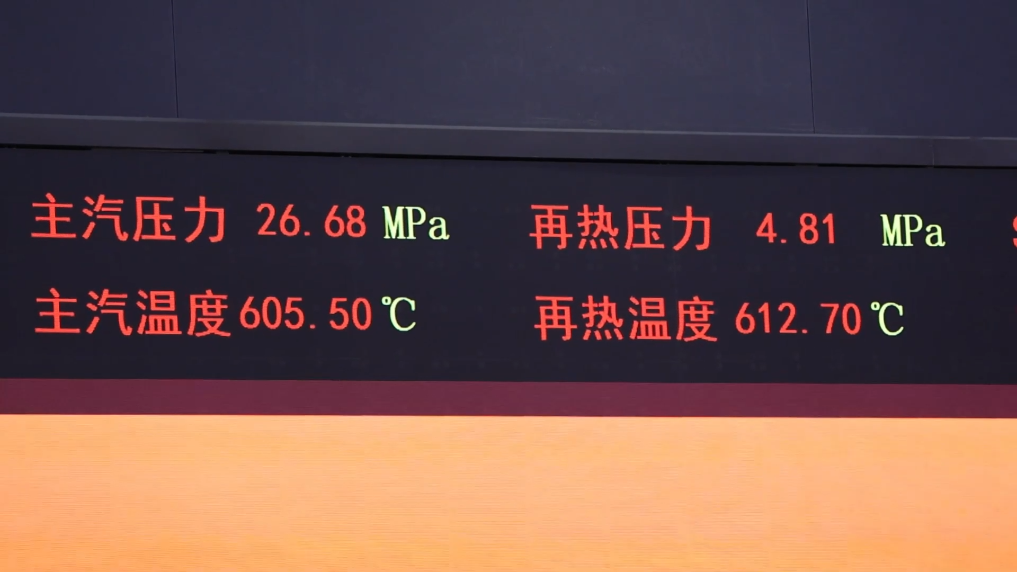 主汽压力 26.68 MPa 再热压力 4.81 MPa
主汽温度 605.50 ℃ 再热温度 612.70 ℃